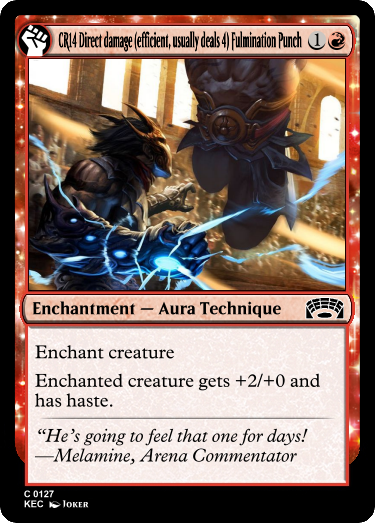 CR14 Direct damage (efficient, usually deals 4) Fulmination Punch 1
Enchantment — Aura Technique
Enchant creature
Enchanted creature gets +2/+0 and
has haste.
“He's going to feel that one for days!
—Melamine, Arena Commentator
C 0127
KEC JOKER